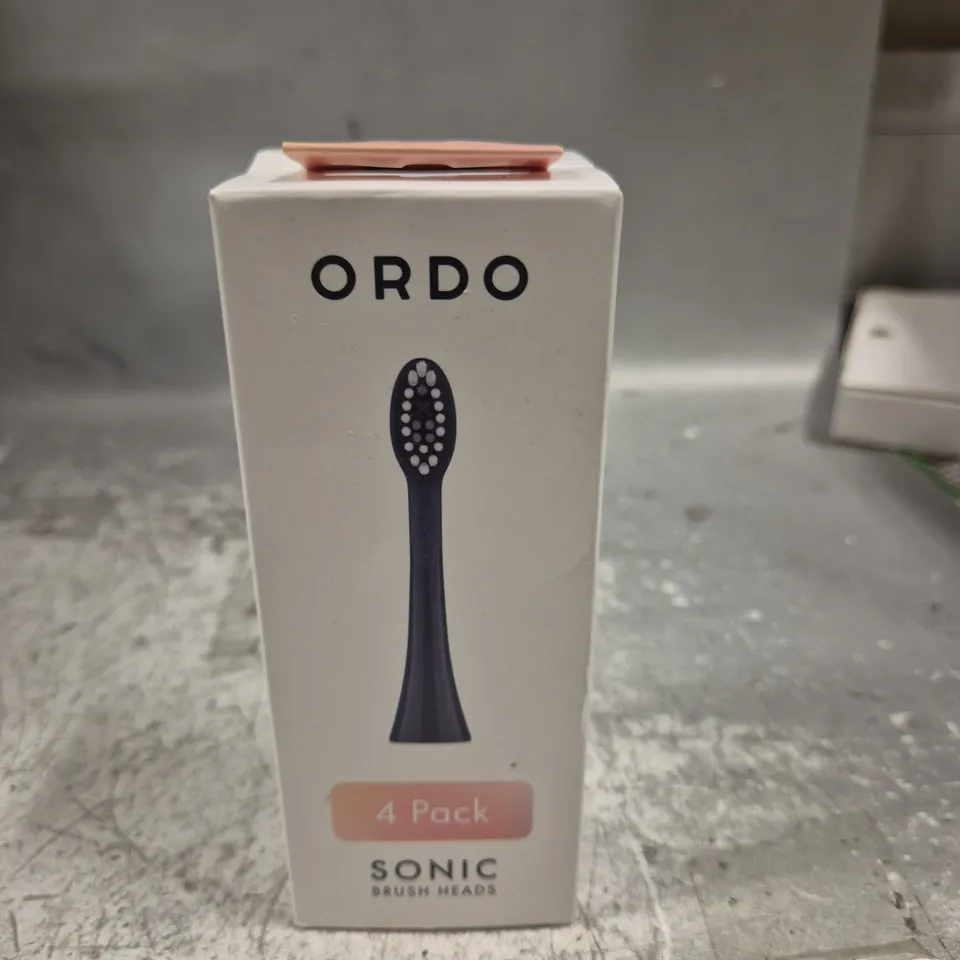 ORDO
4 Pack
SONIC
BRUSH HEADS